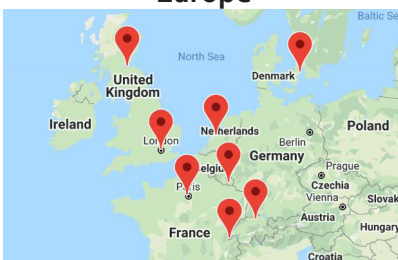 Europe
Baltic Se
North Sea
Denmark
United
Kingdom
Ireland
London
Netherlands
Berlin
Poland
elgiu
Germany
Paris
Prague
Czechia
Vienna
Slovak
Austria
France
Hungary
Croatia